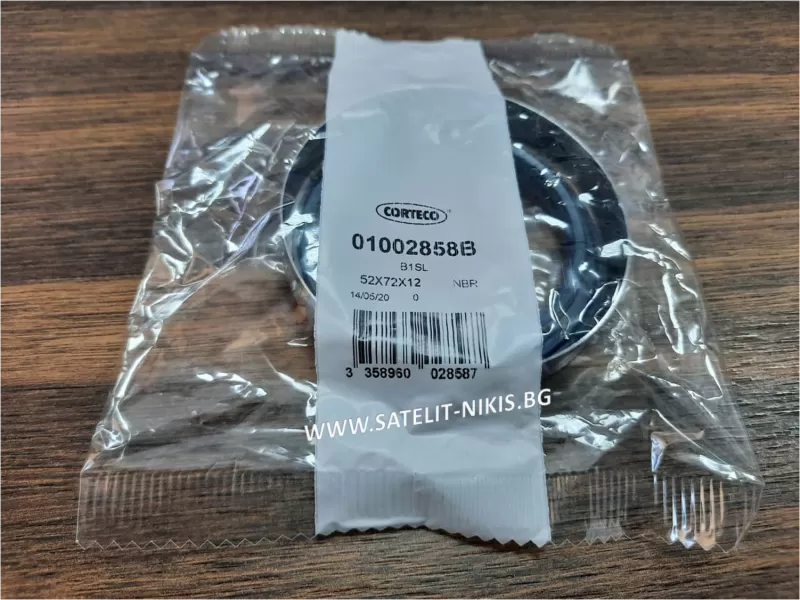 CORTECO
01002858B
B1SL
52X72X12 NBR
14/05/20 0
3 358960 028587
WWW.SATELIT-NIKIS.BG